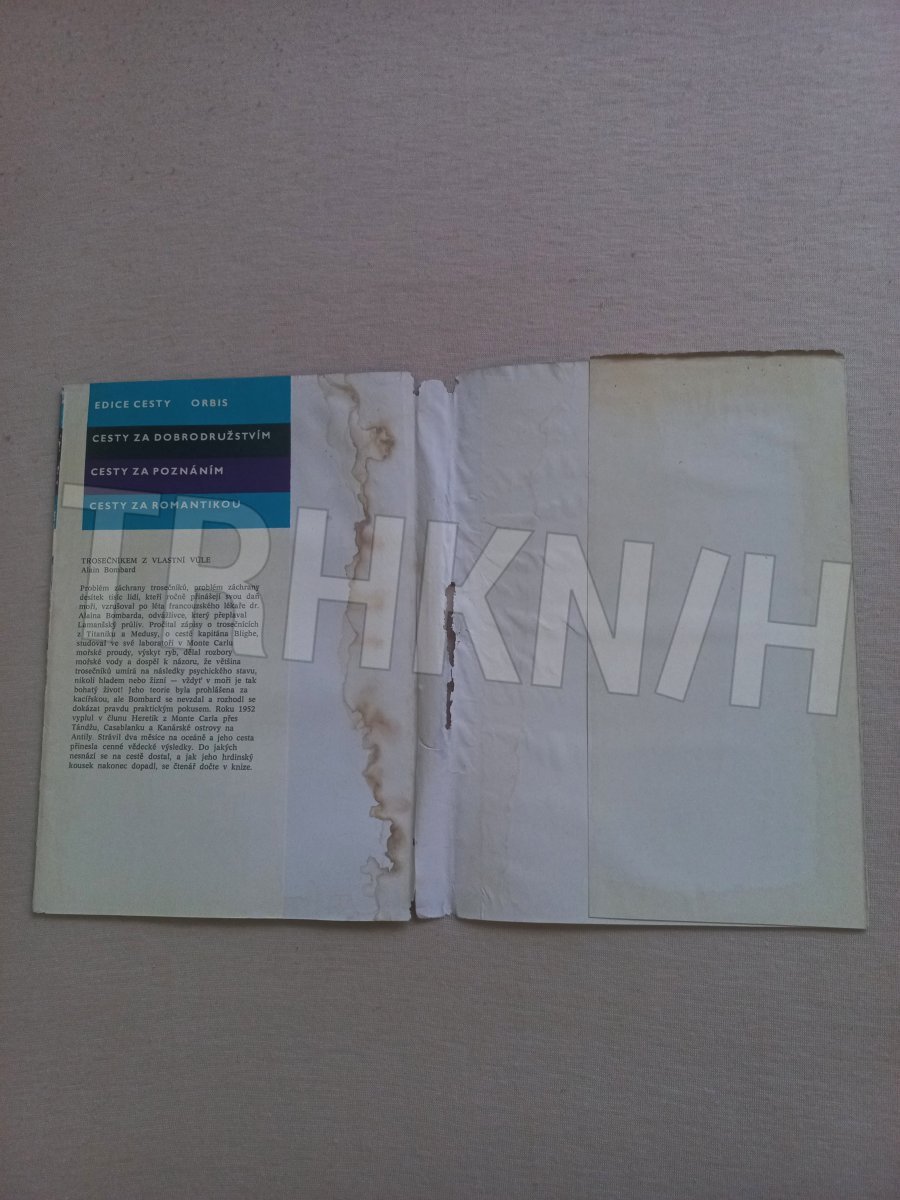 EDICE CESTY ORBIS
CESTY ZA DOBRODRUŽSTVÍM
CESTY ZA POZNÁNÍM
CESTY ZA ROMANTIKOU
TRHKNIH
TROSEČNÍKEM Z VLASTNÍ VŮLE
Alain Bombard
Problém záchrany trosečníků, problém záchrany
desítek tisíc lidí, kteří ročně přinášejí svou daň
moři, vzrušoval po léta francouzského lékaře dr.
Alaina Bombarda, odvážlivce, který přeplaval
Lamanšský průliv. Pročítal zápisy o trosečnících
z Titaniku a Medusy, o cestě kapitána Blighe,
studoval ve své laboratoři v Monte Carlu
mořské proudy, výskyt ryb, dělal rozbory
mořské vody a dospěl k názoru, že většina
trosečníků umírá na následky psychického stavu,
nikoli hladem nebo žízní — vždyť v moři je tak
bohatý život! Jeho teorie byla prohlášena za
kacířskou, ale Bombard se nevzdal a rozhodl se
dokázat pravdu praktickým pokusem. Roku 1952
vyplul v člunu Heretik z Monte Carla přes
Tándžu, Casablanku a Kanárské ostrovy na
Antily. Strávil dva měsíce na oceáně a jeho cesta
přinesla cenné vědecké výsledky. Do jakých
nesnází se na cestě dostal, a jak jeho hrdinský
kousek nakonec dopadl, se čtenář dočte v knize.